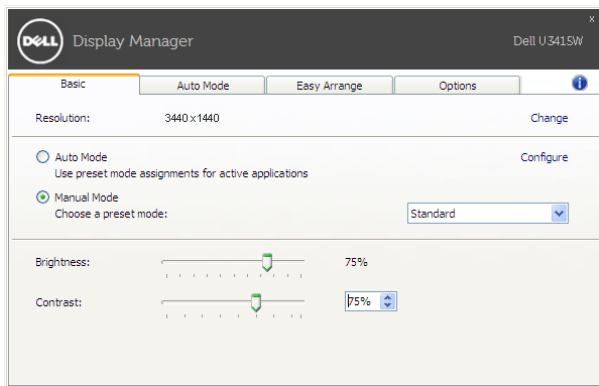 x
DELL Display Manager Dell U3415W
Basic Auto Mode Easy Arrange Options i
Resolution: 3440 x 1440 Change
Auto Mode Configure
Use preset mode assignments for active applications
Manual Mode
Choose a preset mode: Standard
Brightness: 75%
Contrast: 75%